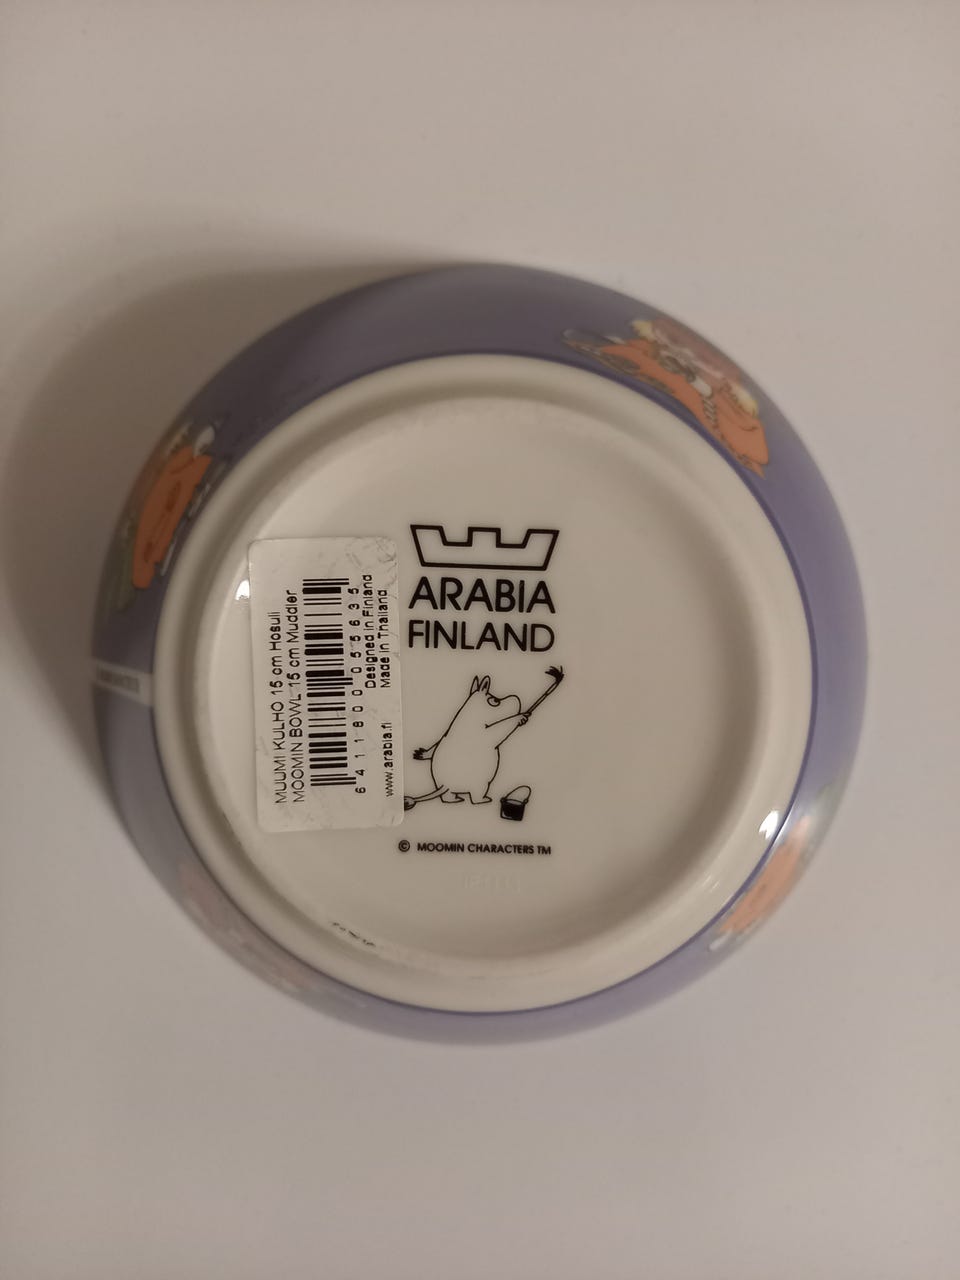 ARABIA
FINLAND
© MOOMIN CHARACTERS TM
MUUMI KULHO 15 cm Hosuli
MOOMIN BOWL 15 cm Muddler
6 411800 055635
Designed in Finland
www.arabia.fi Made in Thailand